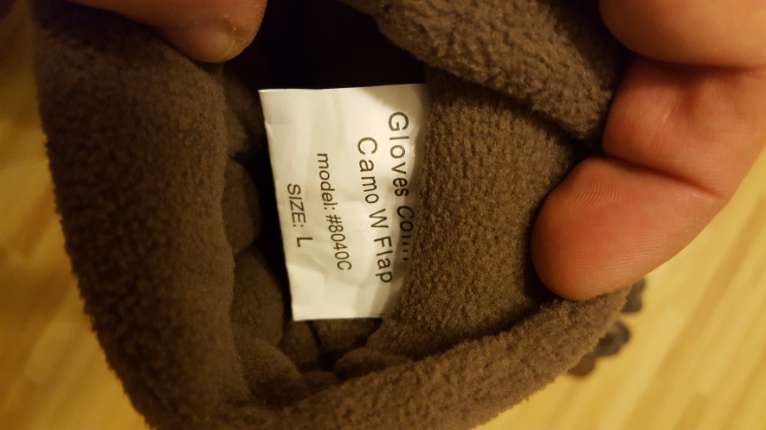 Gloves
Camo W Flap
model: #8040C
SIZE: L